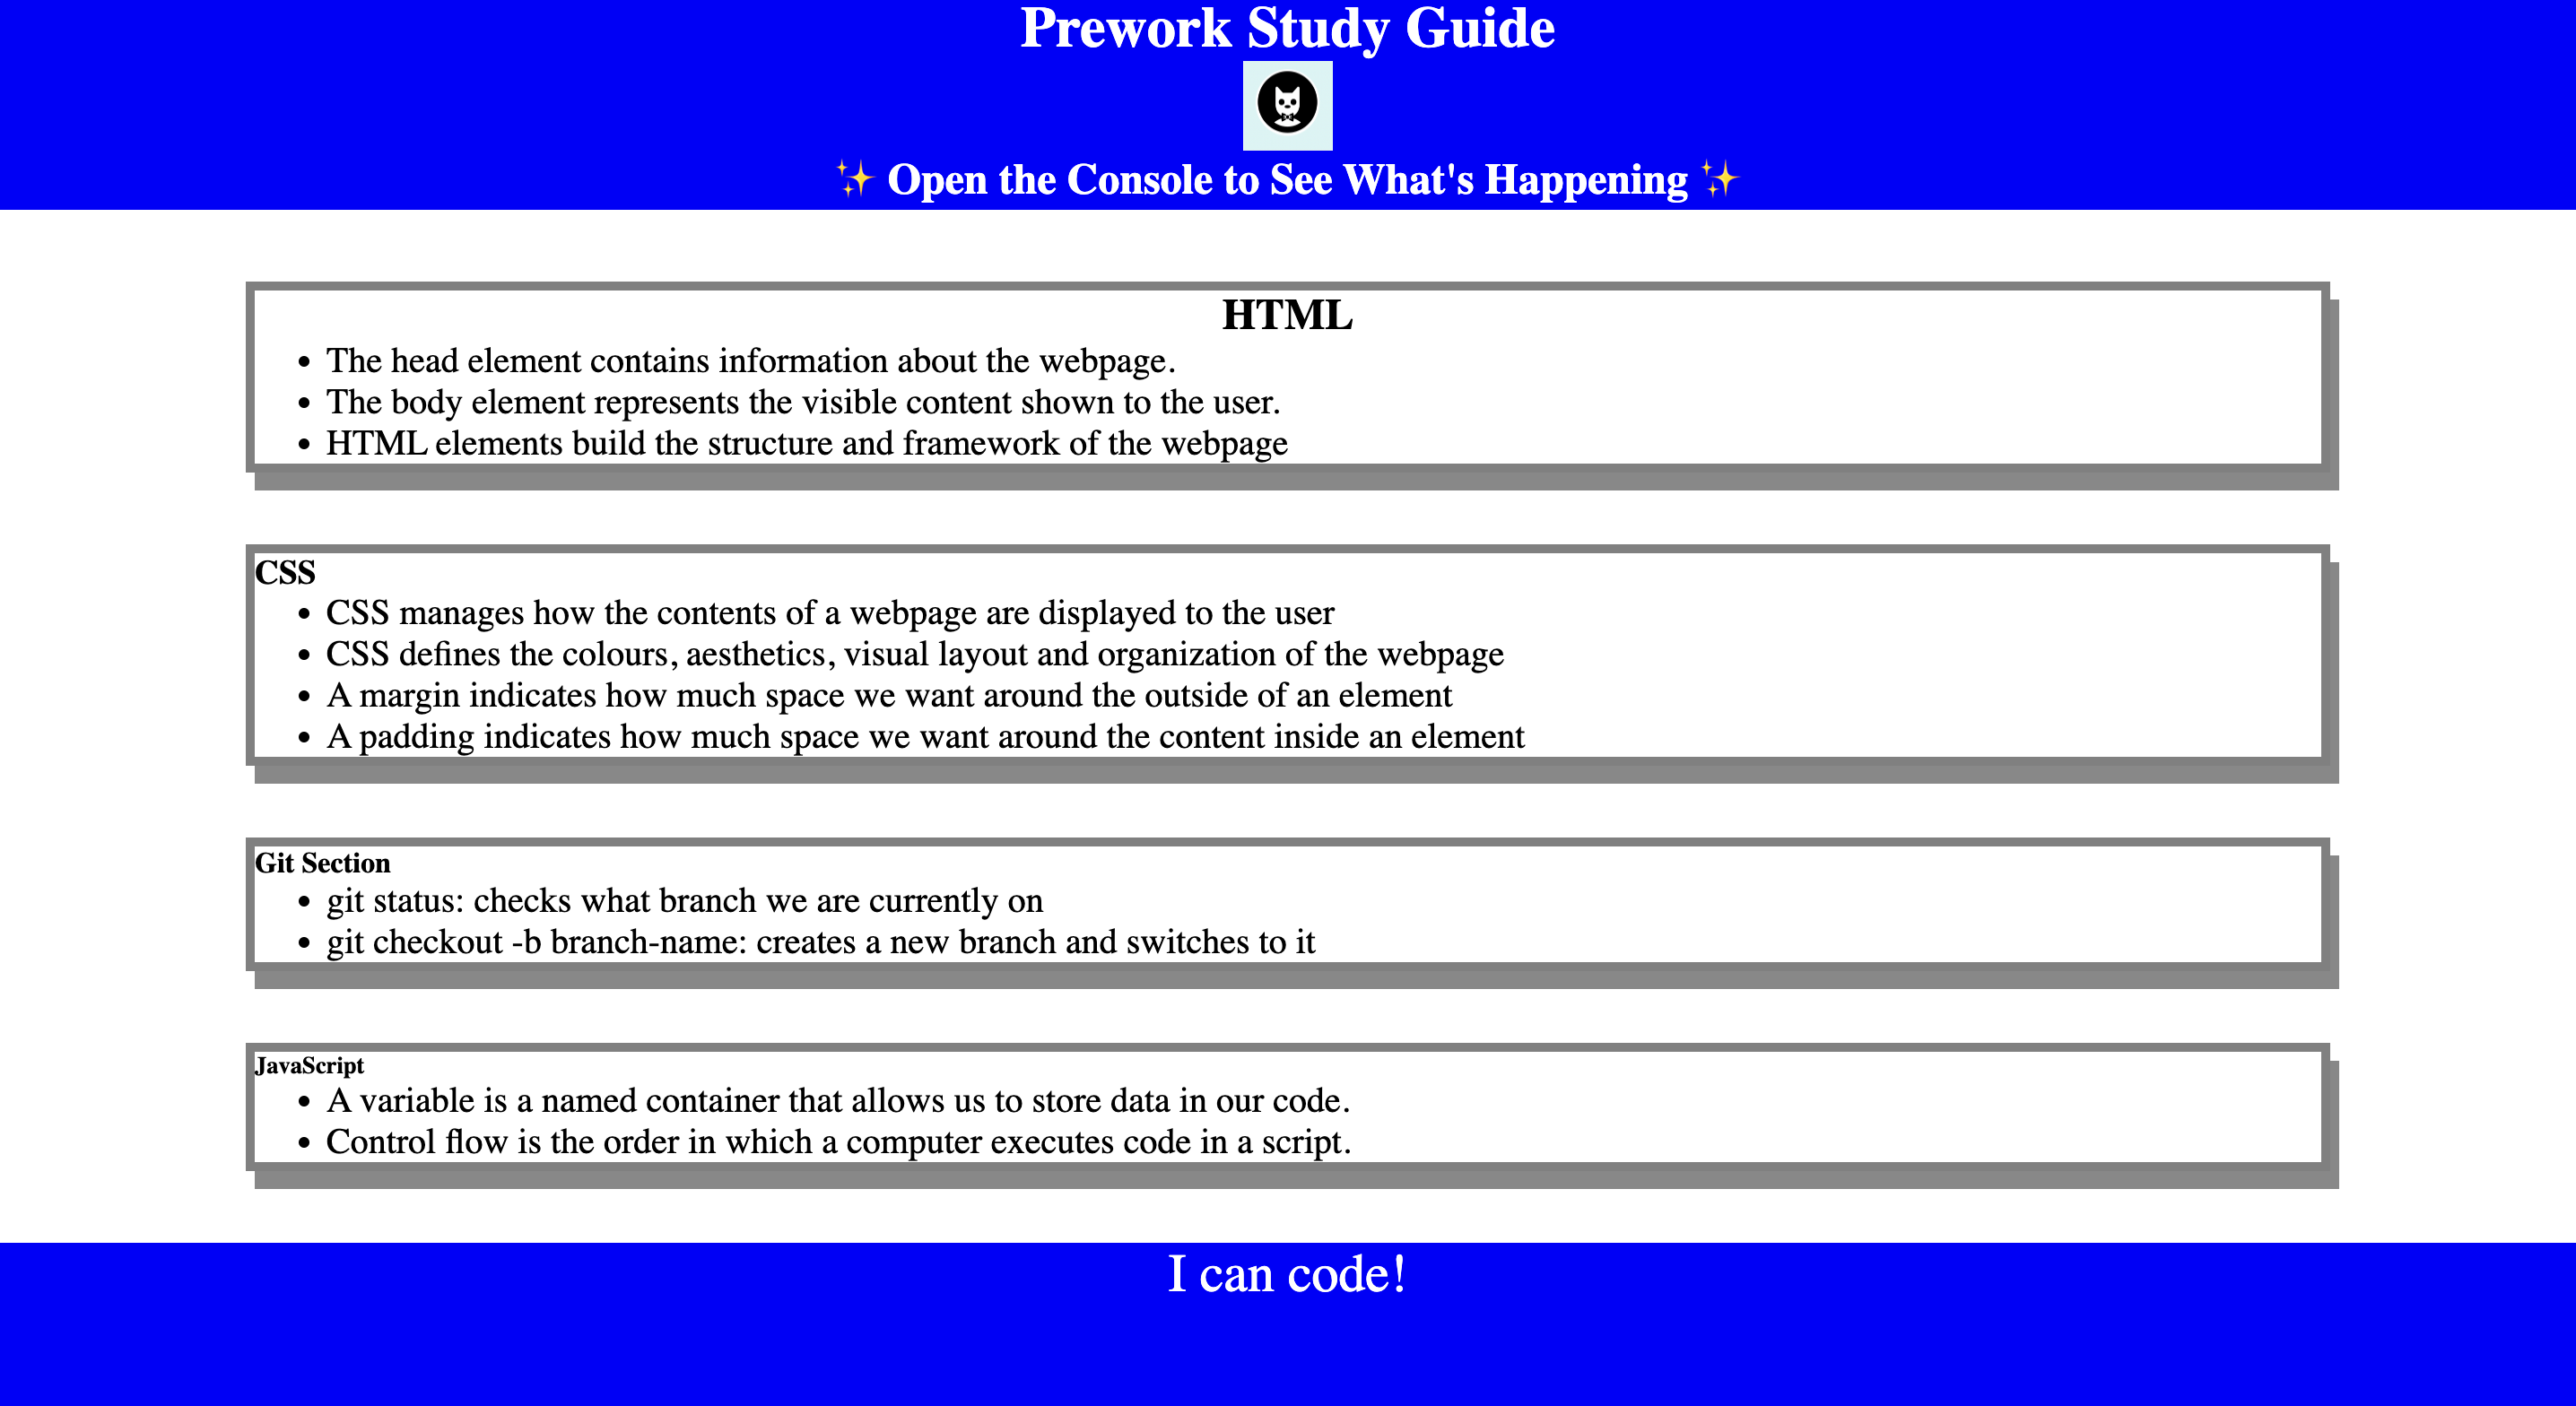 Prework Study Guide
✨ Open the Console to See What's Happening ✨
HTML
• The head element contains information about the webpage.
• The body element represents the visible content shown to the user.
• HTML elements build the structure and framework of the webpage
CSS
• CSS manages how the contents of a webpage are displayed to the user
• CSS defines the colours, aesthetics, visual layout and organization of the webpage
• A margin indicates how much space we want around the outside of an element
• A padding indicates how much space we want around the content inside an element
Git Section
• git status: checks what branch we are currently on
• git checkout -b branch-name: creates a new branch and switches to it
JavaScript
• A variable is a named container that allows us to store data in our code.
• Control flow is the order in which a computer executes code in a script.
I can code!